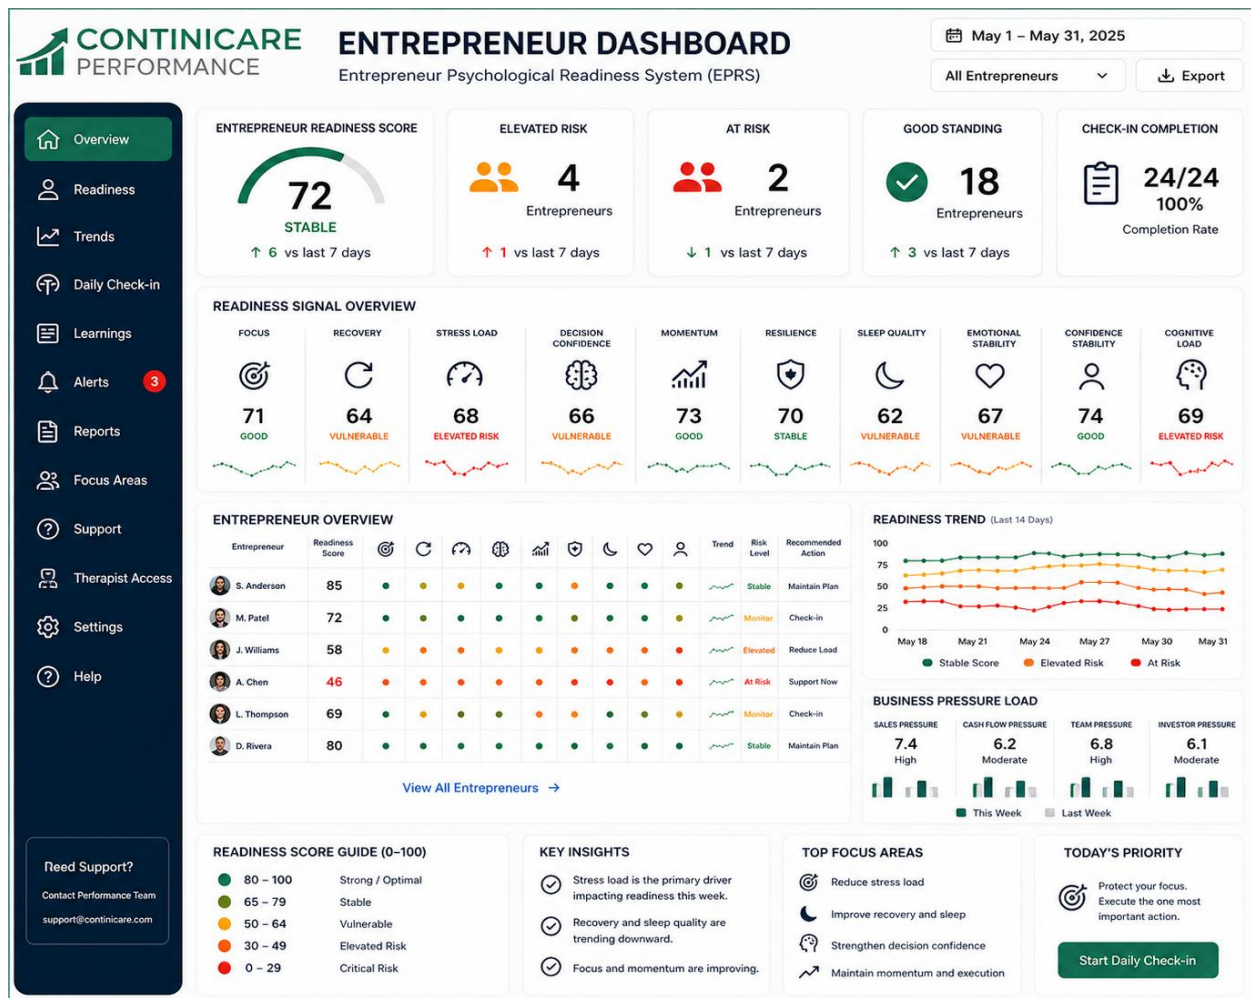 CONTINICARE
PERFORMANCE
ENTREPRENEUR DASHBOARD
Entrepreneur Psychological Readiness System (EPRS)
May 1 – May 31, 2025
All Entrepreneurs
Export
Overview
Readiness
Trends
Daily Check-in
Learnings
Alerts 3
Reports
Focus Areas
Support
Therapist Access
Settings
Help
Need Support?
Contact Performance Team
support@continicare.com
ENTREPRENEUR READINESS SCORE
72
STABLE
↑ 6 vs last 7 days
ELEVATED RISK
4
Entrepreneurs
↑ 1 vs last 7 days
AT RISK
2
Entrepreneurs
↓ 1 vs last 7 days
GOOD STANDING
18
Entrepreneurs
↑ 3 vs last 7 days
CHECK-IN COMPLETION
24/24
100%
Completion Rate
READINESS SIGNAL OVERVIEW
FOCUS
71
GOOD
RECOVERY
64
VULNERABLE
STRESS LOAD
68
ELEVATED RISK
DECISION
CONFIDENCE
66
VULNERABLE
MOMENTUM
73
GOOD
RESILIENCE
70
STABLE
SLEEP QUALITY
62
VULNERABLE
EMOTIONAL
STABILITY
67
VULNERABLE
CONFIDENCE
STABILITY
74
GOOD
COGNITIVE
LOAD
69
ELEVATED RISK
ENTREPRENEUR OVERVIEW
Entrepreneur
Readiness
Score
Trend
Risk
Level
Recommended
Action
S. Anderson 85 Stable Maintain Plan
M. Patel 72 Monitor Check-in
J. Williams 58 Elevated Reduce Load
A. Chen 46 At Risk Support Now
L. Thompson 69 Monitor Check-in
D. Rivera 80 Stable Maintain Plan
View All Entrepreneurs →
READINESS TREND (Last 14 Days)
100
75
50
25
0
May 18 May 21 May 24 May 27 May 30 May 31
Stable Score Elevated Risk At Risk
BUSINESS PRESSURE LOAD
SALES PRESSURE
7.4
High
CASH FLOW PRESSURE
6.2
Moderate
TEAM PRESSURE
6.8
High
INVESTOR PRESSURE
6.1
Moderate
This Week Last Week
READINESS SCORE GUIDE (0–100)
80 – 100 Strong / Optimal
65 – 79 Stable
50 – 64 Vulnerable
30 – 49 Elevated Risk
0 – 29 Critical Risk
KEY INSIGHTS
Stress load is the primary driver
impacting readiness this week.
Recovery and sleep quality are
trending downward.
Focus and momentum are improving.
TOP FOCUS AREAS
Reduce stress load
Improve recovery and sleep
Strengthen decision confidence
Maintain momentum and execution
TODAY'S PRIORITY
Protect your focus.
Execute the one most
important action.
Start Daily Check-in